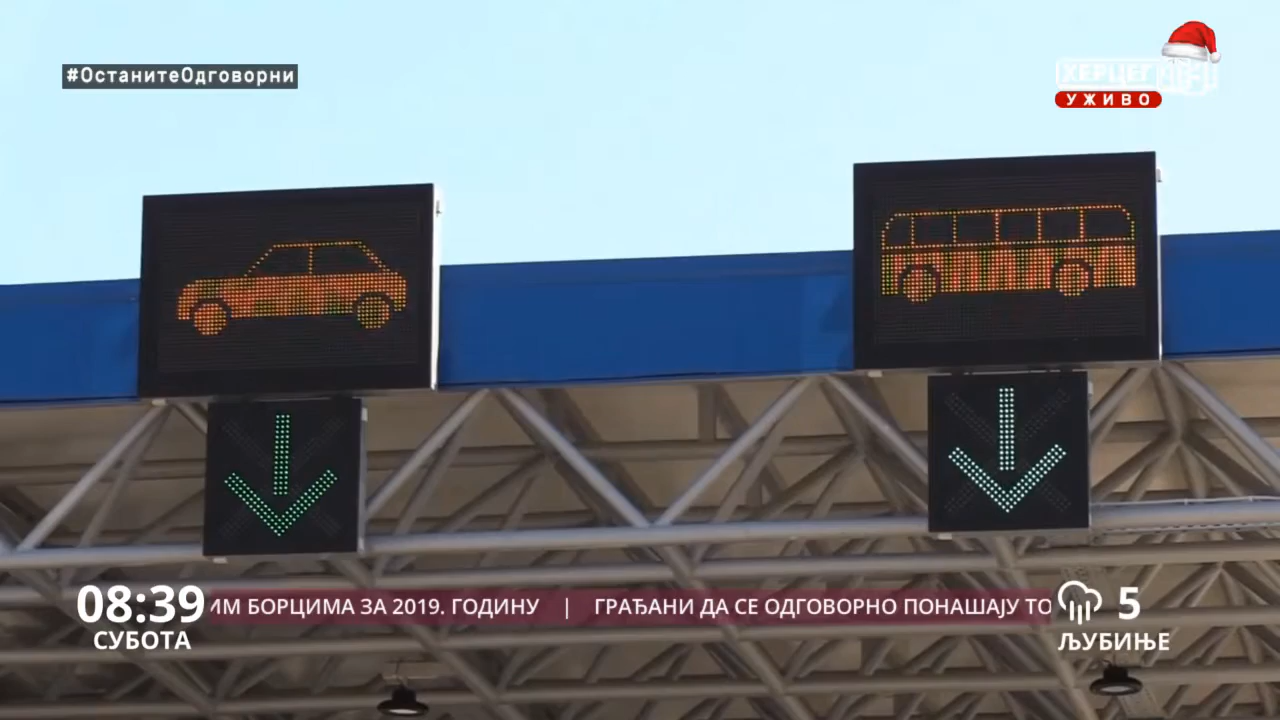 #ОстанитеОдговорни
ХЕРЦЕГ
УЖИВО
08:39
ИМ БОРЦИМА ЗА 2019. ГОДИНУ | ГРАЂАНИ ДА СЕ ОДГОВОРНО ПОНАШАЈУ ТО
5
СУБОТА
ЉУБИЊЕ